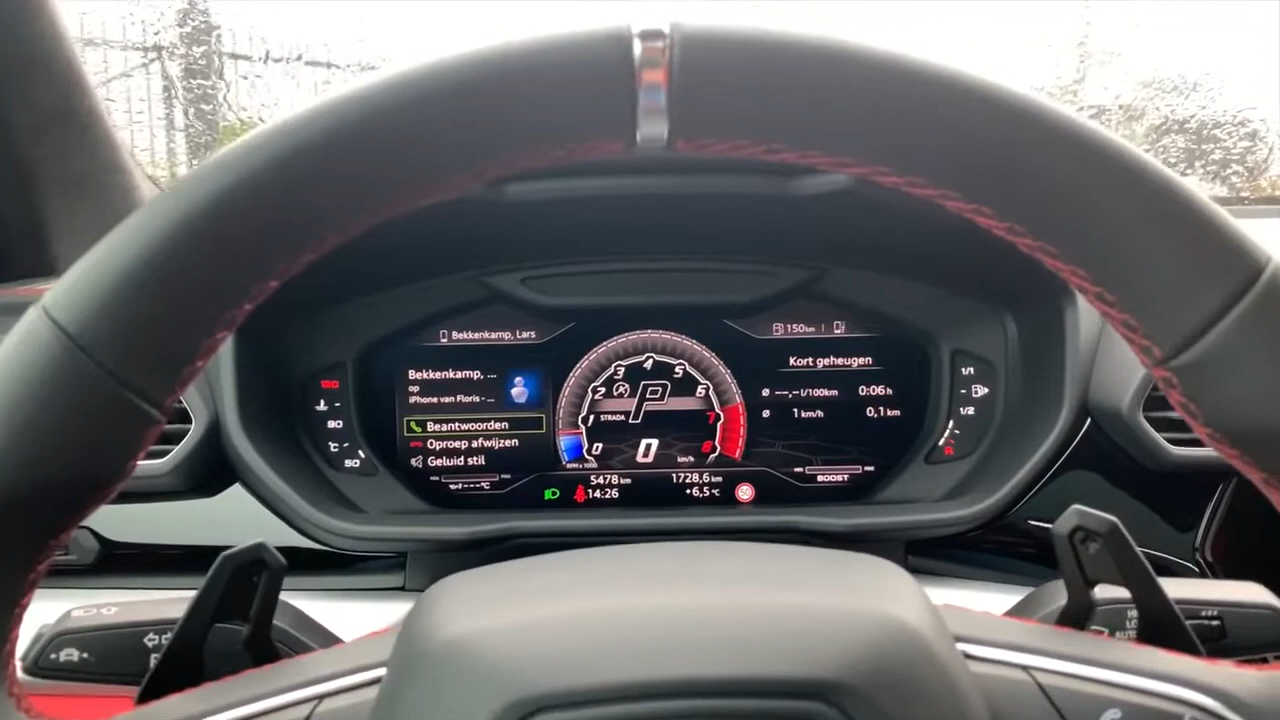 Bekkenkamp, Lars
150 km
Bekkenkamp, ...
op
iPhone van Floris - ...
Beantwoorden
Oproep afwijzen
Geluid stil
Kort geheugen
Ø --,- l/100km 0:06 h
Ø 1 km/h 0,1 km
0 1 2 3 4 5 6 7 8
STRADA
P
0
km/h
RPM x 1000
130
90
°C
50
1/1
1/2
R
---°C
BOOST
5478 km
1728,6 km
14:26
+6,5 °C
50
AUTO